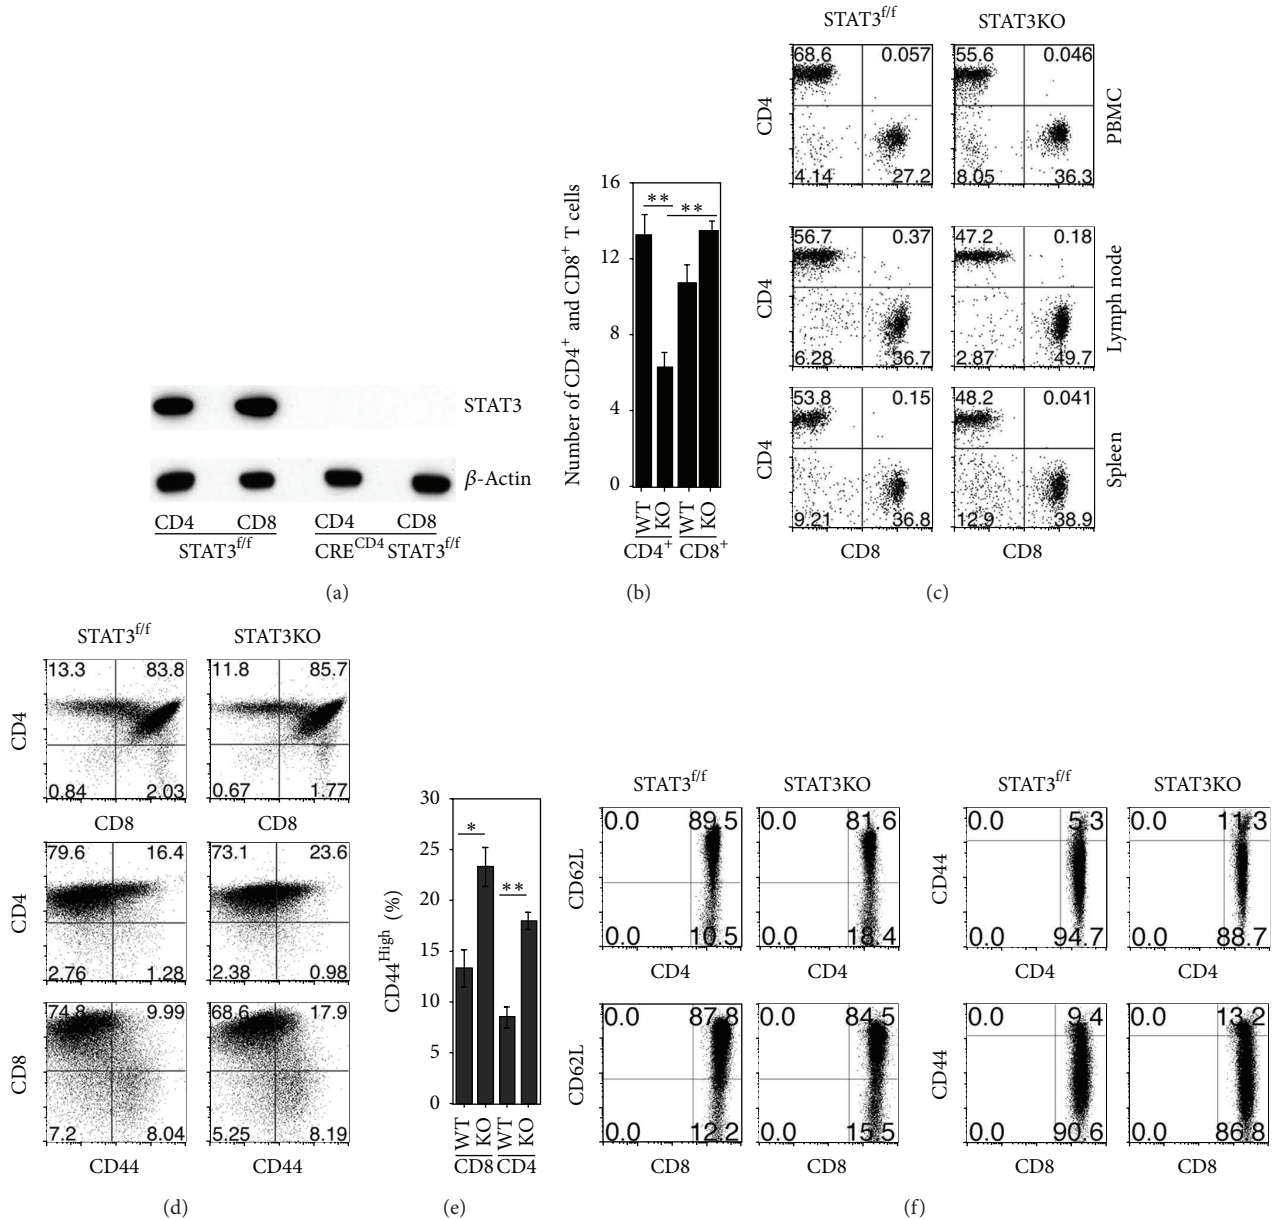 STAT3
β-Actin
CD4 CD8 CD4 CD8
STAT3f/f CRECD4 STAT3f/f
(a)
Number of CD4+ and CD8+ T cells
16
12
8
4
0
** **
WT KO WT KO
CD4+ CD8+
(b)
STAT3f/f STAT3KO
68.6 0.057 55.6 0.046
CD4 PBMC
4.14 27.2 8.05 36.3
56.7 0.37 47.2 0.18
CD4 Lymph node
6.28 36.7 2.87 49.7
53.8 0.15 48.2 0.041
CD4 Spleen
9.21 36.8 12.9 38.9
CD8 CD8
(c)
STAT3f/f STAT3KO
13.3 83.8 11.8 85.7
CD4
0.84 2.03 0.67 1.77
CD8 CD8
79.6 16.4 73.1 23.6
CD4
2.76 1.28 2.38 0.98
74.8 9.99 68.6 17.9
CD8
7.2 8.04 5.25 8.19
CD44 CD44
(d)
CD44High (%)
30
25
20
15
10
5
0
* **
WT KO WT KO
CD8 CD4
(e)
STAT3f/f STAT3KO STAT3f/f STAT3KO
0.0 89.5 0.0 81.6 0.0 5.3 0.0 11.3
CD62L CD44
0.0 10.5 0.0 18.4 0.0 94.7 0.0 88.7
CD4 CD4 CD4 CD4
0.0 87.8 0.0 84.5 0.0 9.4 0.0 13.2
CD62L CD44
0.0 12.2 0.0 15.5 0.0 90.6 0.0 86.8
CD8 CD8 CD8 CD8
(f)